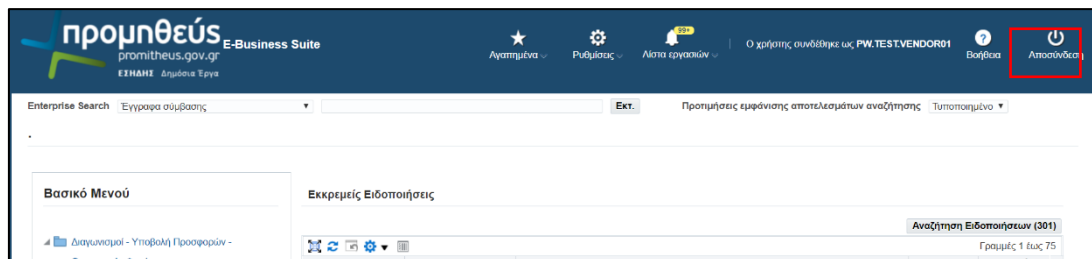 προμηθεύς E-Business Suite
promitheus.gov.gr
ΕΣΗΔΗΣ Δημόσια Έργα
Αγαπημένα
Ρυθμίσεις
99+
Λίστα εργασιών
Ο χρήστης συνδέθηκε ως PW.TEST.VENDOR01
Βοήθεια
Αποσύνδεση
Enterprise Search Έγγραφα σύμβασης Εκτ. Προτιμήσεις εμφάνισης αποτελεσμάτων αναζήτησης Τυποποιημένο
.
Βασικό Μενού
Διαγωνισμοί - Υποβολή Προσφορών -
Εκκρεμείς Ειδοποιήσεις
Αναζήτηση Ειδοποιήσεων (301)
Γραμμές 1 έως 75